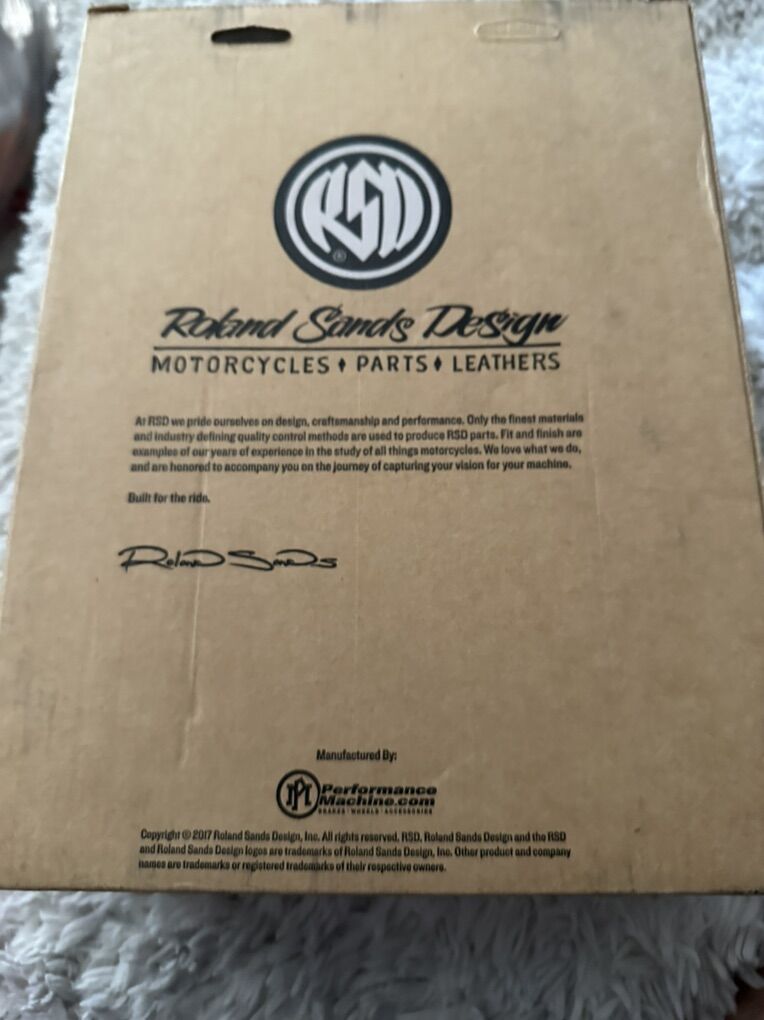 RSD
®
Roland Sands Design
MOTORCYCLES ♦ PARTS ♦ LEATHERS
At RSD we pride ourselves on design, craftsmanship and performance. Only the finest materials
and industry defining quality control methods are used to produce RSD parts. Fit and finish are
examples of our years of experience in the study of all things motorcycles. We love what we do,
and are honored to accompany you on the journey of capturing your vision for your machine.
Built for the ride.
Roland Sands
Manufactured By:
PM Performance
Machine.com
BRAKES · WHEELS · ACCESSORIES
Copyright © 2017 Roland Sands Design, Inc. All rights reserved. RSD, Roland Sands Design and the RSD
and Roland Sands Design logos are trademarks of Roland Sands Design, Inc. Other product and company
names are trademarks or registered trademarks of their respective owners.